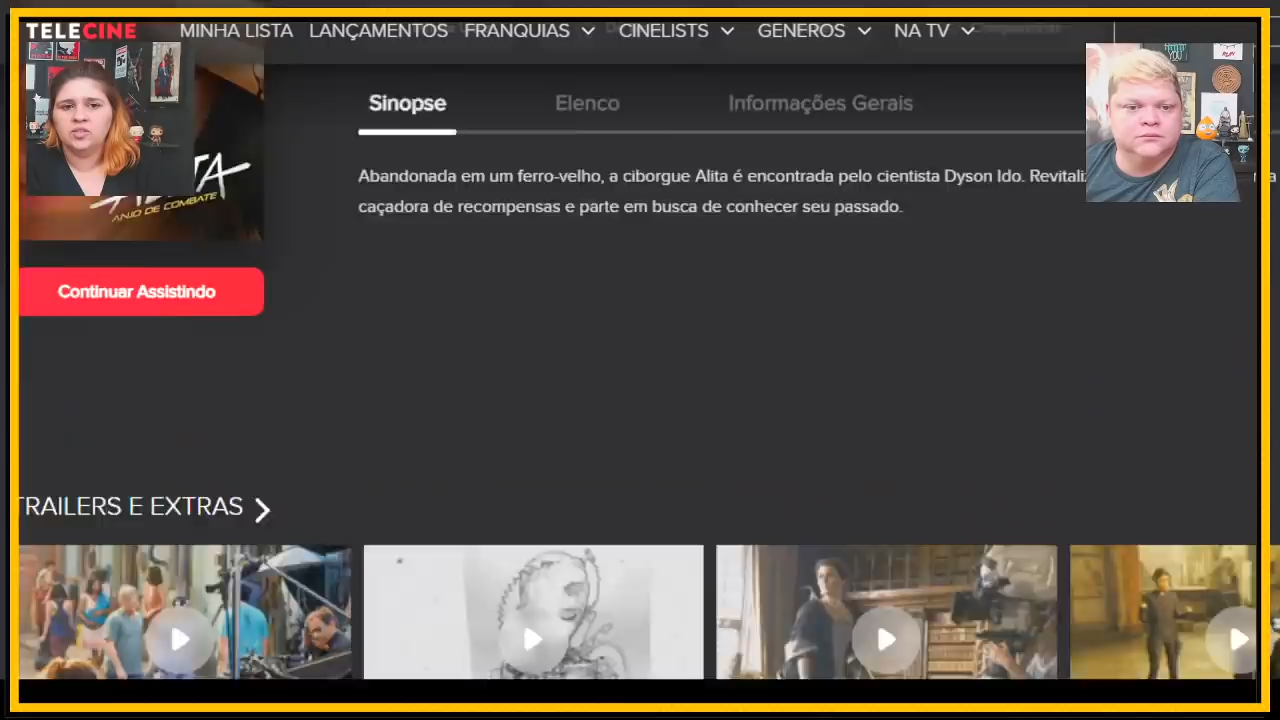 TELECINE MINHA LISTA LANÇAMENTOS FRANQUIAS CINELISTS GENEROS NA TV
Sinopse Elenco Informações Gerais
Abandonada em um ferro-velho, a ciborgue Alita é encontrada pelo cientista Dyson Ido.
caçadora de recompensas e parte em busca de conhecer seu passado.
ANJO DE COMBATE
Continuar Assistindo
TRAILERS E EXTRAS